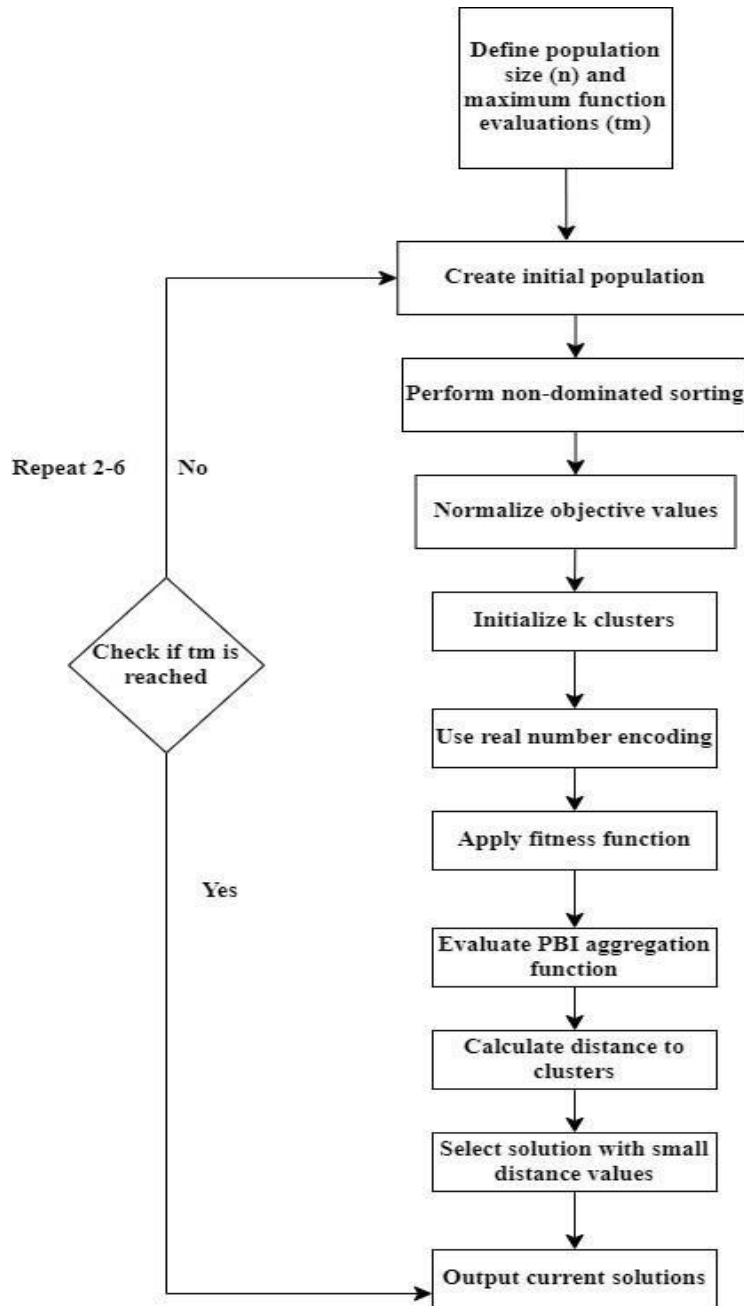 Define population
size (n) and
maximum function
evaluations (tm)
Create initial population
Perform non-dominated sorting
Repeat 2-6
No
Normalize objective values
Initialize k clusters
Check if tm is
reached
Use real number encoding
Apply fitness function
Yes
Evaluate PBI aggregation
function
Calculate distance to
clusters
Select solution with small
distance values
Output current solutions